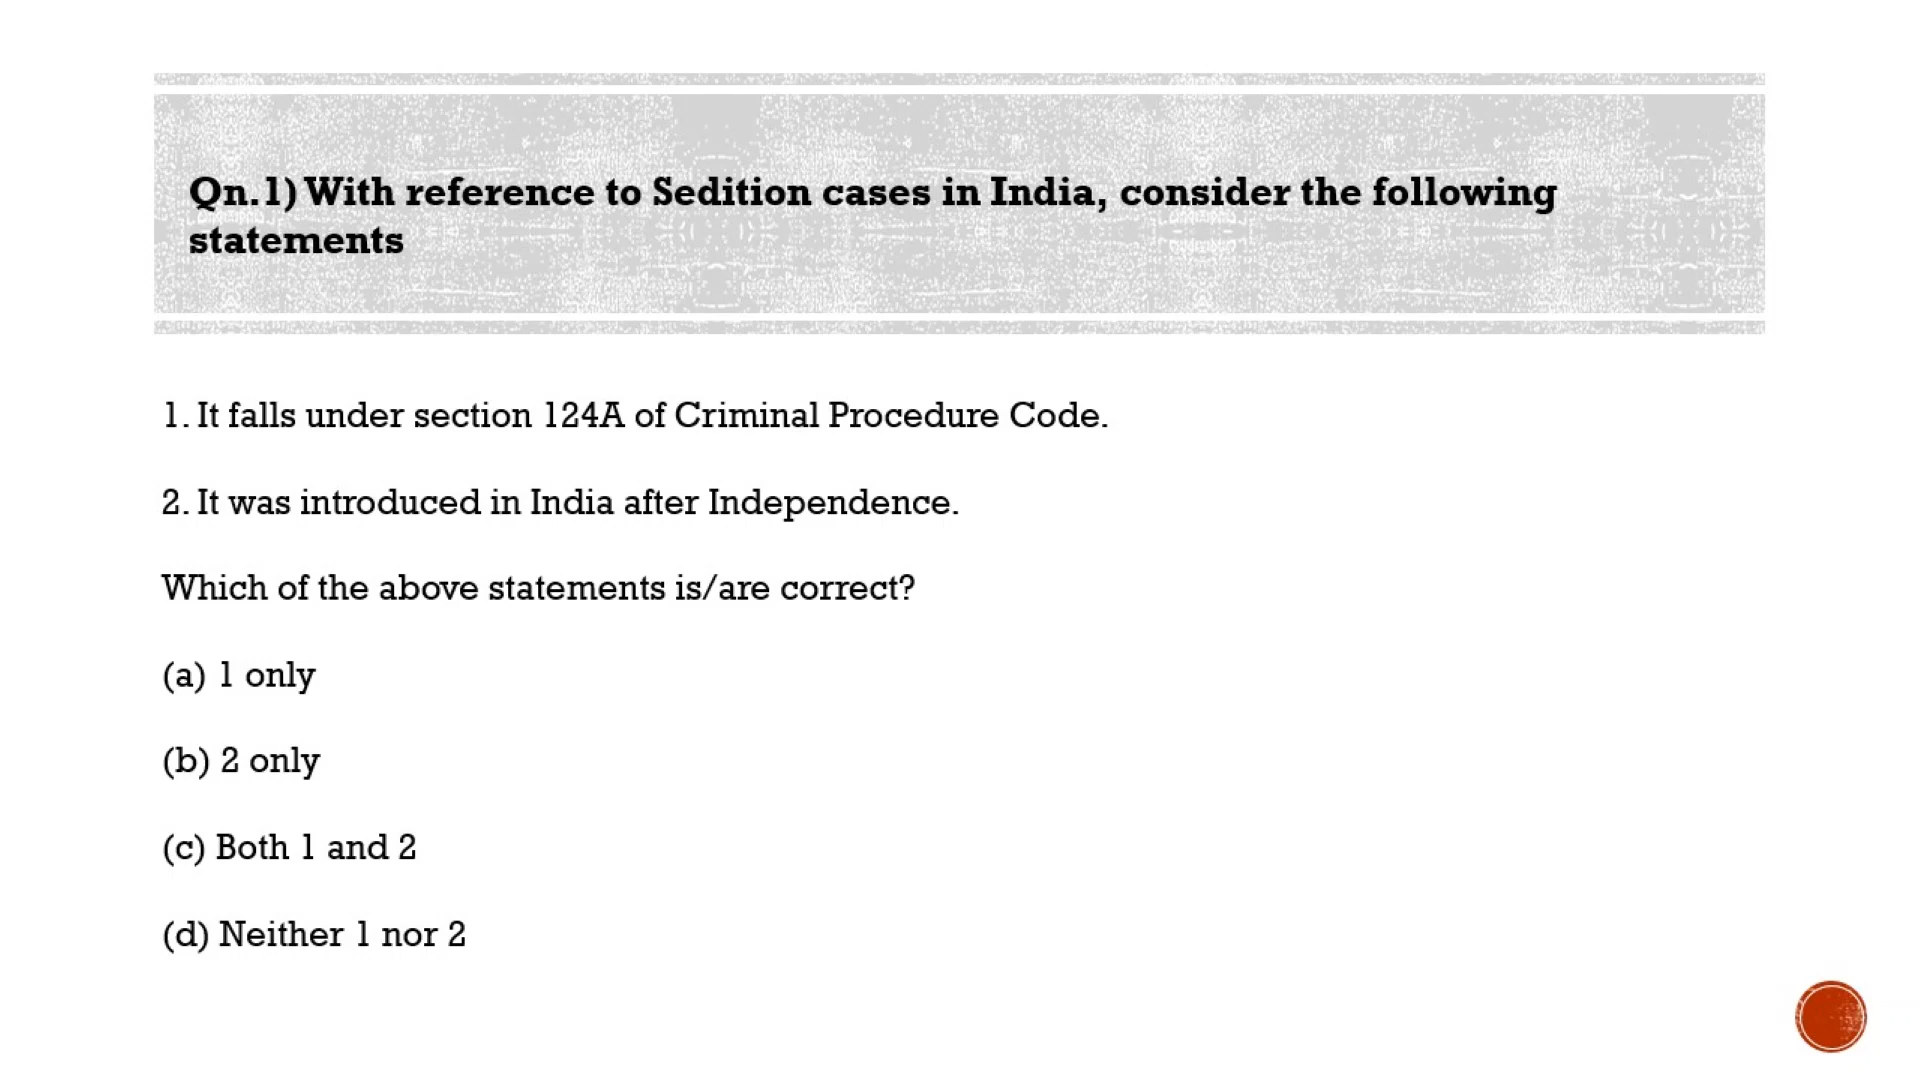 Qn.1) With reference to Sedition cases in India, consider the following
statements
1. It falls under section 124A of Criminal Procedure Code.
2. It was introduced in India after Independence.
Which of the above statements is/are correct?
(a) 1 only
(b) 2 only
(c) Both 1 and 2
(d) Neither 1 nor 2